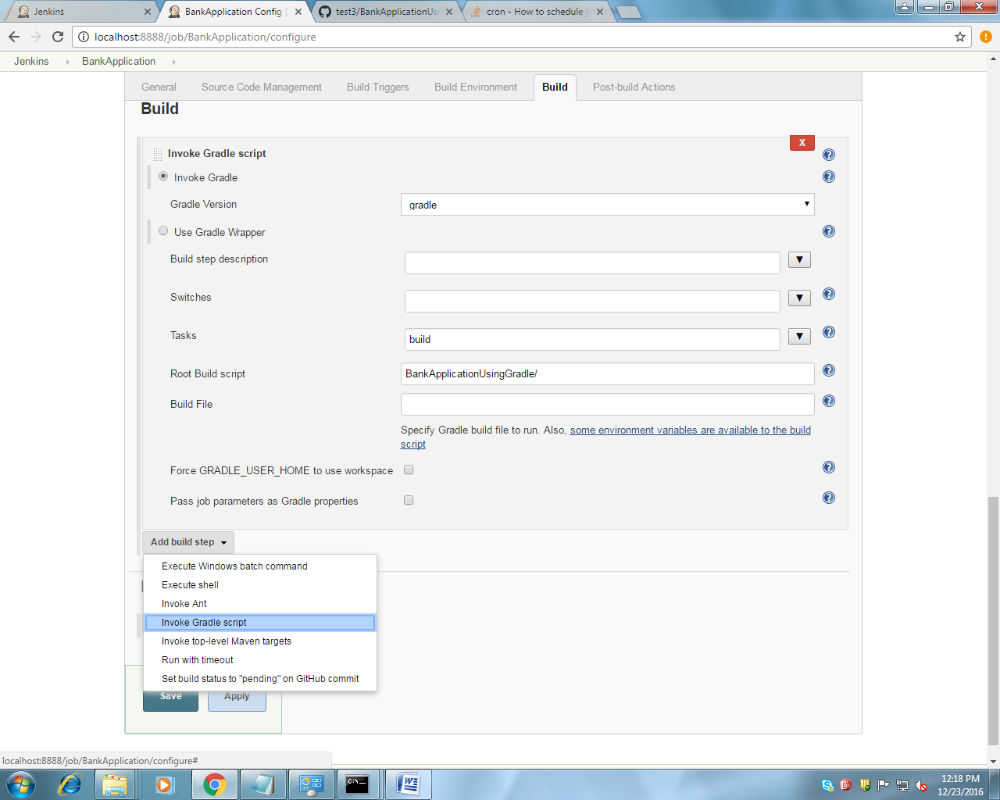 Jenkins
BankApplication Config [
test3/BankApplicationUs
cron - How to schedule j
localhost:8888/job/BankApplication/configure
Jenkins
BankApplication
General
Source Code Management
Build Triggers
Build Environment
Build
Post-build Actions
Build
Invoke Gradle script
X
Invoke Gradle
Gradle Version
gradle
Use Gradle Wrapper
Build step description
Switches
Tasks
build
Root Build script
BankApplicationUsingGradle/
Build File
Specify Gradle build file to run. Also, some environment variables are available to the build
script
Force GRADLE_USER_HOME to use workspace
Pass job parameters as Gradle properties
Add build step
Execute Windows batch command
Execute shell
Invoke Ant
Invoke Gradle script
Invoke top-level Maven targets
Run with timeout
Set build status to "pending" on GitHub commit
Save
Apply
localhost:8888/job/BankApplication/configure#
12:18 PM
12/23/2016